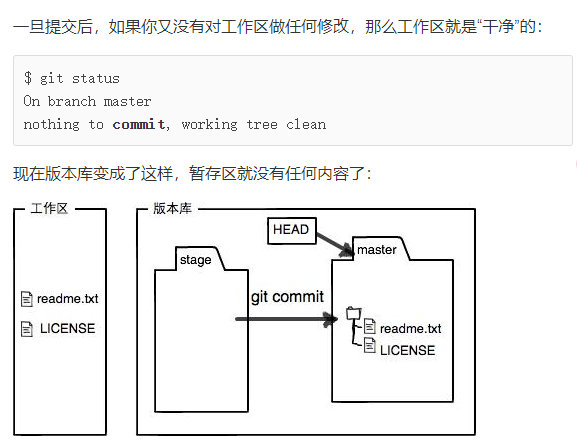 一旦提交后，如果你又没有对工作区做任何修改，那么工作区就是“干净”的：
$ git status
On branch master
nothing to commit, working tree clean
现在版本库变成了这样，暂存区就没有任何内容了：
工作区
版本库
HEAD
stage
master
git commit
readme.txt
LICENSE
readme.txt
LICENSE